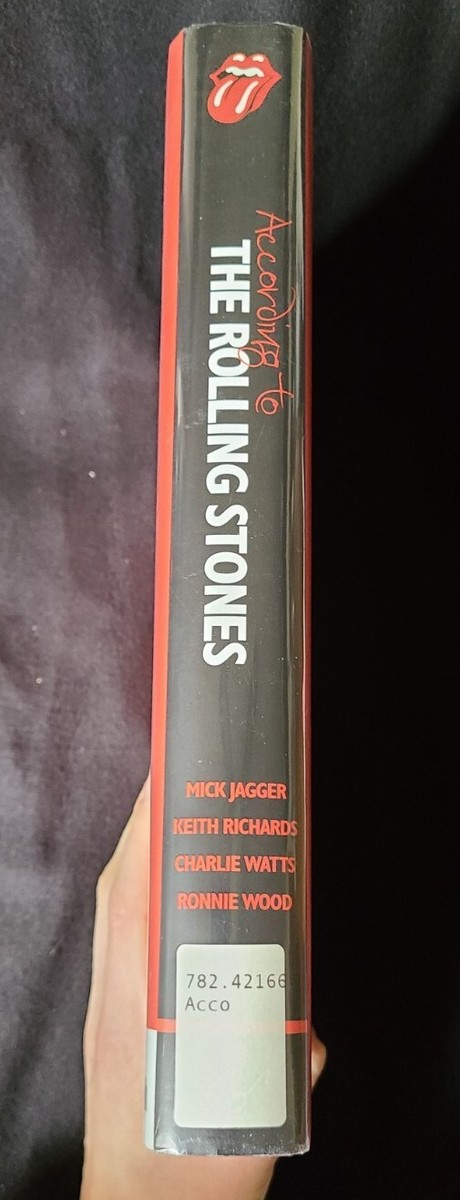 According to
THE ROLLING STONES
MICK JAGGER
KEITH RICHARDS
CHARLIE WATTS
RONNIE WOOD
782.42166
Acco